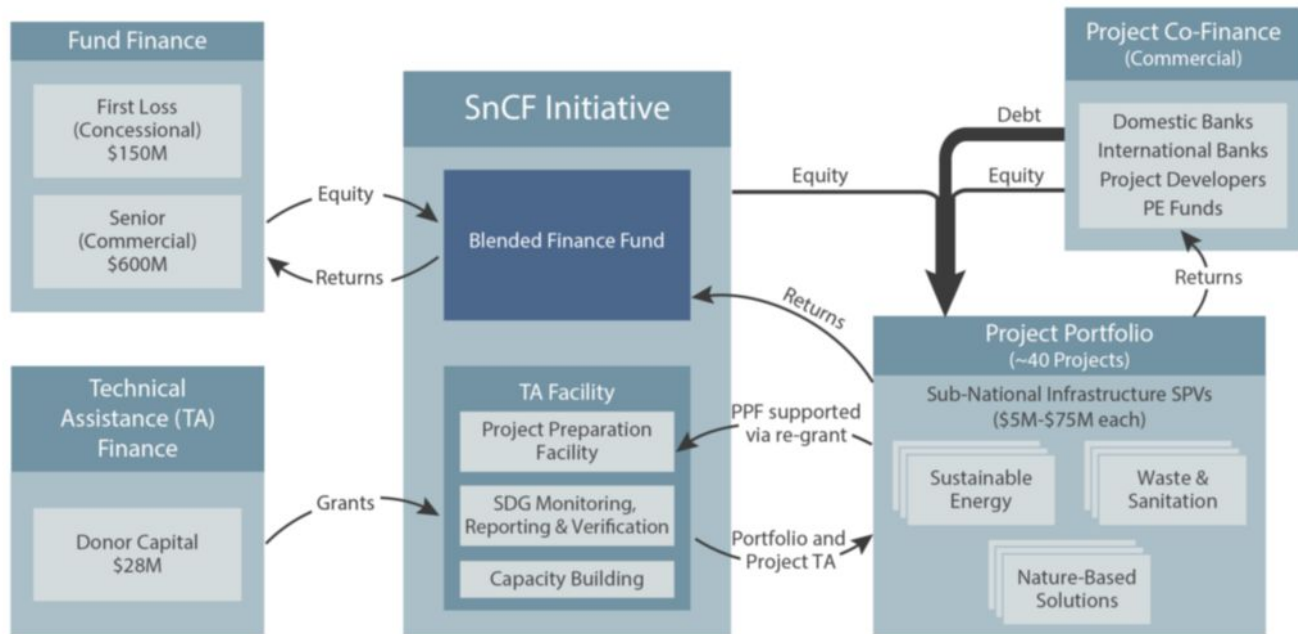 Fund Finance
First Loss
(Concessional)
$150M
Senior
(Commercial)
$600M
Equity
Returns
Technical
Assistance (TA)
Finance
Donor Capital
$28M
Grants
SnCF Initiative
Blended Finance Fund
TA Facility
Project Preparation
Facility
SDG Monitoring,
Reporting & Verification
Capacity Building
Equity
Debt
Equity
Returns
PPF supported
via re-grant
Portfolio and
Project TA
Project Co-Finance
(Commercial)
Domestic Banks
International Banks
Project Developers
PE Funds
Returns
Project Portfolio
(~40 Projects)
Sub-National Infrastructure SPVs
($5M-$75M each)
Sustainable
Energy
Waste &
Sanitation
Nature-Based
Solutions